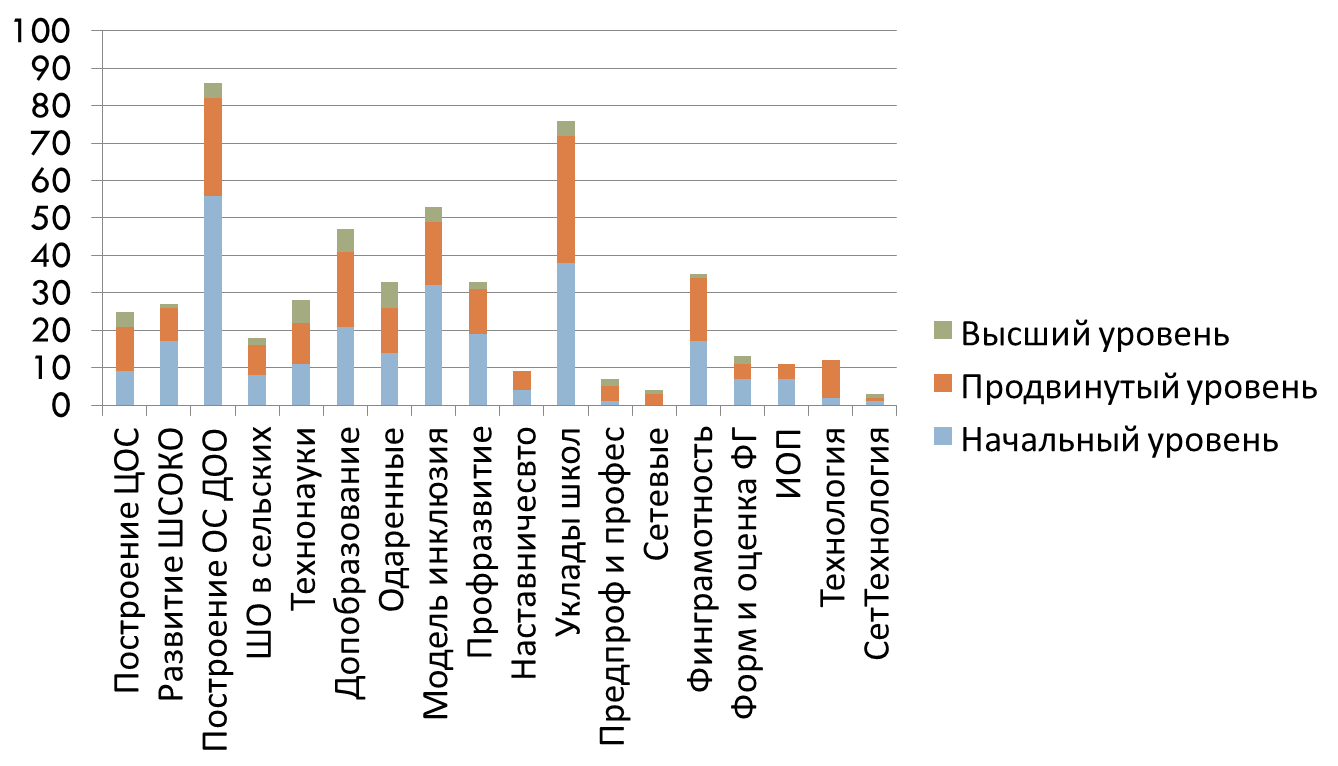 100
90
80
70
60
50
40
30
20
10
0
Построение ЦОС
Развитие ШСОКО
Построение ОС ДОО
ШО в сельских
Технонауки
Допобразование
Одаренные
Модель инклюзия
Профразвитие
Наставничесвто
Уклады школ
Предпроф и професс
Сетевые
Финграмотность
Форм и оценка ФГ
ИОП
Технология
СетТехнология
Высший уровень
Продвинутый уровень
Начальный уровень